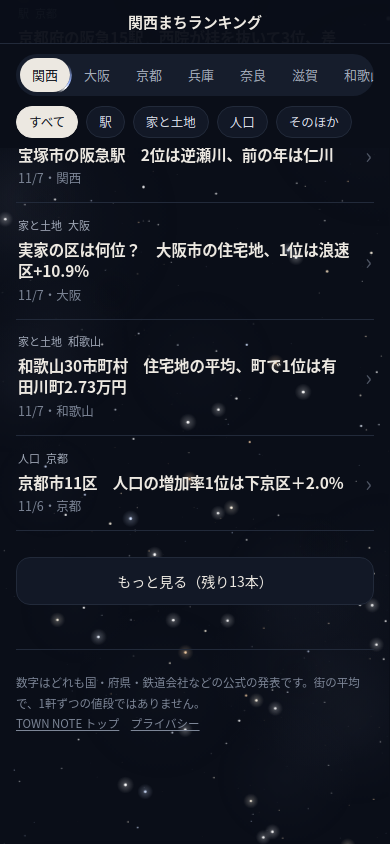 関西まちランキング
関西 大阪 京都 兵庫 奈良 滋賀 和歌
すべて 駅 家と土地 人口 そのほか
宝塚市の阪急駅　2位は逆瀬川、前の年は仁川
11/7・関西
家と土地 大阪
実家の区は何位？　大阪市の住宅地、1位は浪速
区+10.9%
11/7・大阪
家と土地 和歌山
和歌山30市町村　住宅地の平均、町で1位は有
田川町2.73万円
11/7・和歌山
人口 京都
京都市11区　人口の増加率1位は下京区＋2.0%
11/6・京都
もっと見る（残り13本）
数字はどれも国・府県・鉄道会社などの公式の発表です。街の平均
で、1軒ずつの値段ではありません。
TOWN NOTE トップ プライバシー